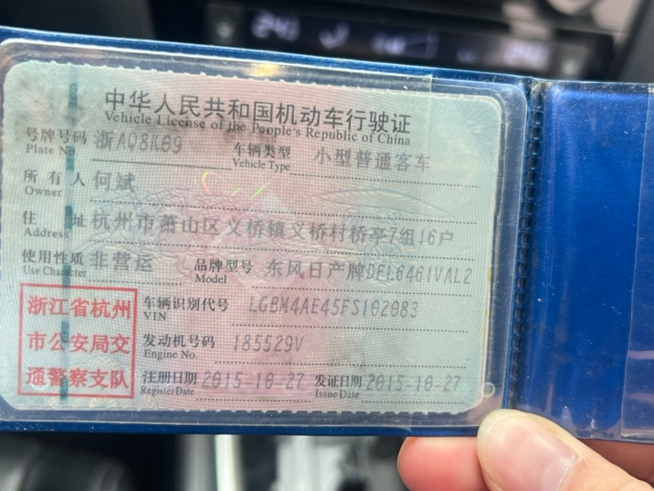 中华人民共和国机动车行驶证
Vehicle License of the People's Republic of China
号牌号码 浙AQ8K09 车辆类型 小型普通客车
Plate No. Vehicle Type
所有人 何斌
Owner
住址 杭州市萧山区义桥镇义桥村桥亭7组16户
Address
使用性质 非营运 品牌型号 东风日产牌DFL6461VAL2
Use Character Model
浙江省杭州
市公安局交
通警察支队
车辆识别代号 LGBM4AE45FS102083
VIN
发动机号码 185529V
Engine No.
注册日期 2015-10-27 发证日期 2015-10-27
Register Date Issue Date